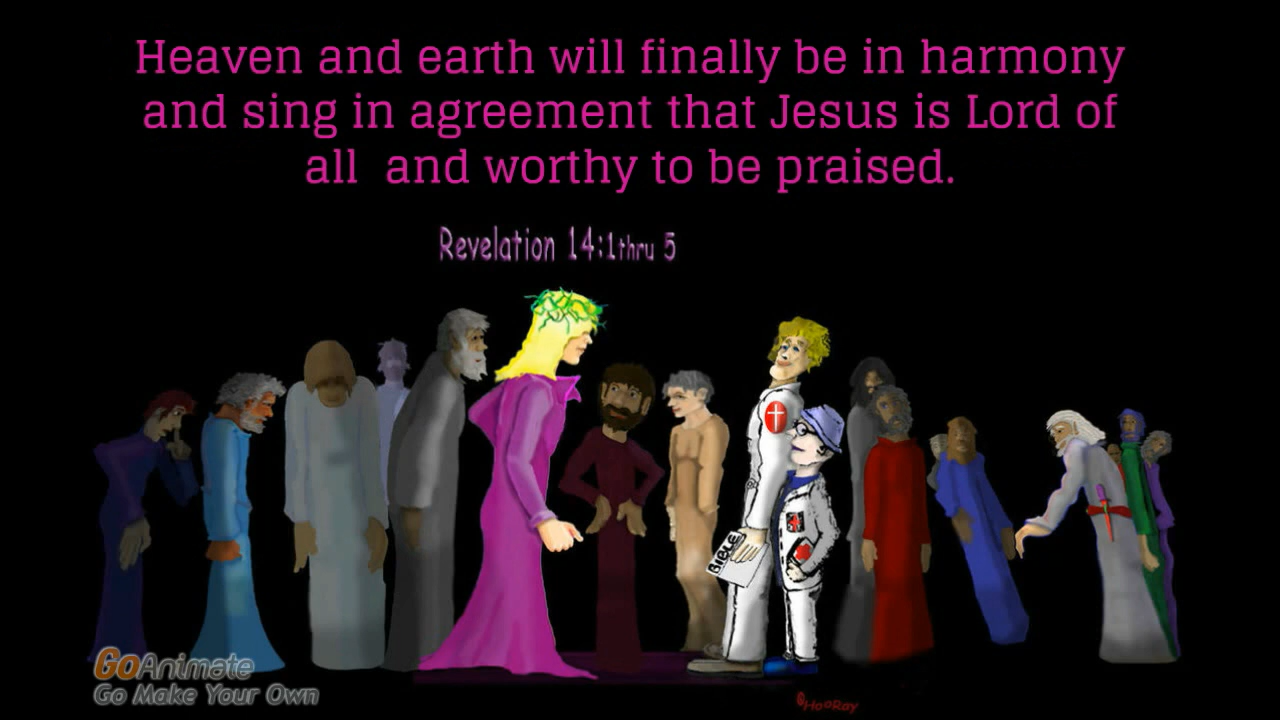 Heaven and earth will finally be in harmony
and sing in agreement that Jesus is Lord of
all and worthy to be praised.
Revelation 14:1thru 5
BIBLE
GoAnimate
Go Make Your Own
©HooRay